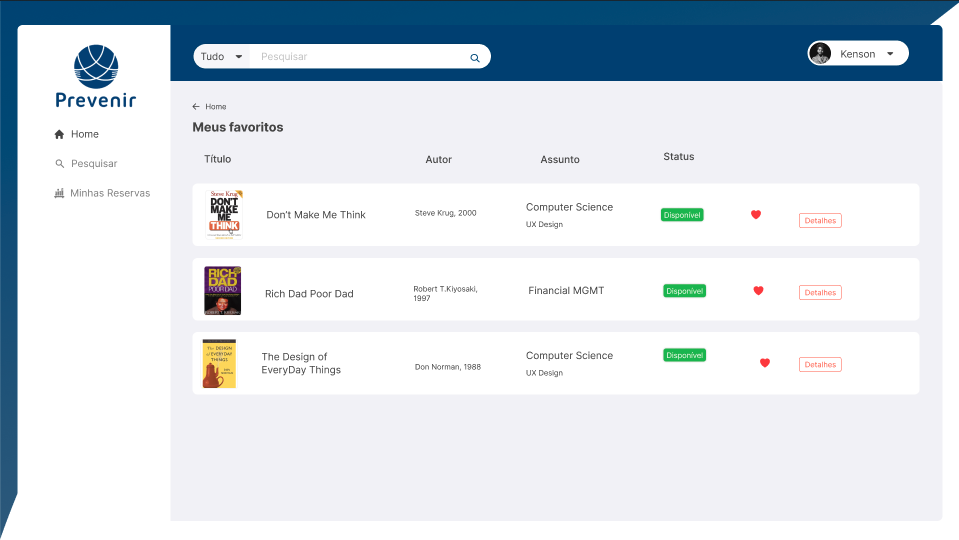 Tudo
Pesquisar
Kenson
Prevenir
Home
Pesquisar
Minhas Reservas
Home
Meus favoritos
Título
Autor
Assunto
Status
Steve Krug
DON'T
MAKE
ME
THINK
Don't Make Me Think
Steve Krug, 2000
Computer Science
UX Design
Disponível
Detalhes
RICH
DAD
POOR DAD
Rich Dad Poor Dad
Robert T.Kiyosaki,
1997
Financial MGMT
Disponível
Detalhes
THE DESIGN
of EVERYDAY
THINGS
The Design of
EveryDay Things
Don Norman, 1988
Computer Science
UX Design
Disponível
Detalhes